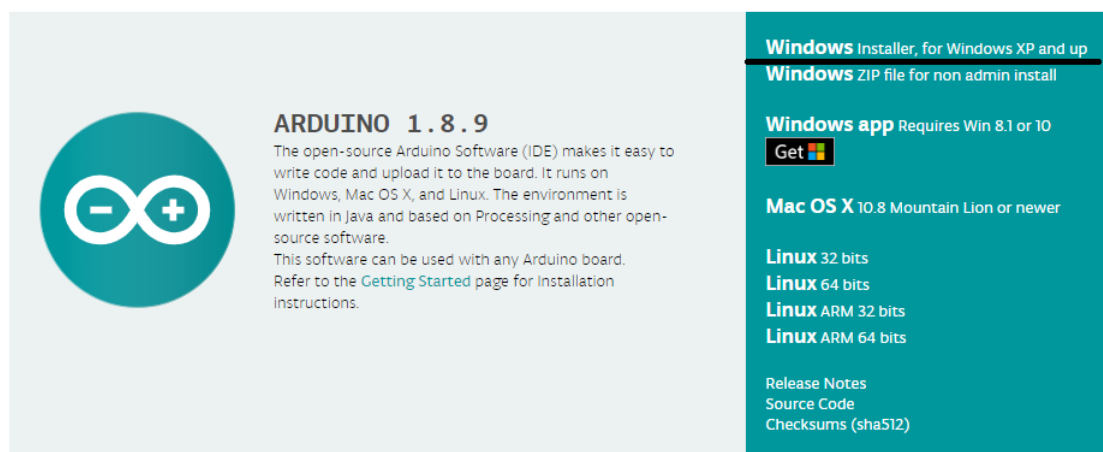 ARDUINO 1.8.9
The open-source Arduino Software (IDE) makes it easy to
write code and upload it to the board. It runs on
Windows, Mac OS X, and Linux. The environment is
written in Java and based on Processing and other open-
source software.
This software can be used with any Arduino board.
Refer to the Getting Started page for Installation
instructions.
Windows Installer, for Windows XP and up
Windows ZIP file for non admin install
Windows app Requires Win 8.1 or 10
Get
Mac OS X 10.8 Mountain Lion or newer
Linux 32 bits
Linux 64 bits
Linux ARM 32 bits
Linux ARM 64 bits
Release Notes
Source Code
Checksums (sha512)